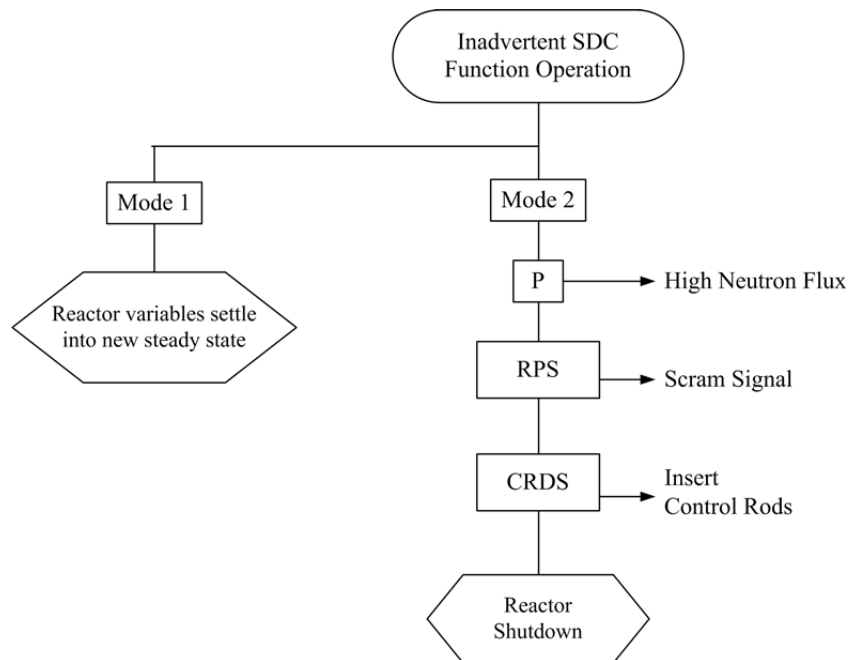 Inadvertent SDC
Function Operation
Mode 1
Mode 2
Reactor variables settle
into new steady state
P
High Neutron Flux
RPS
Scram Signal
CRDS
Insert
Control Rods
Reactor
Shutdown